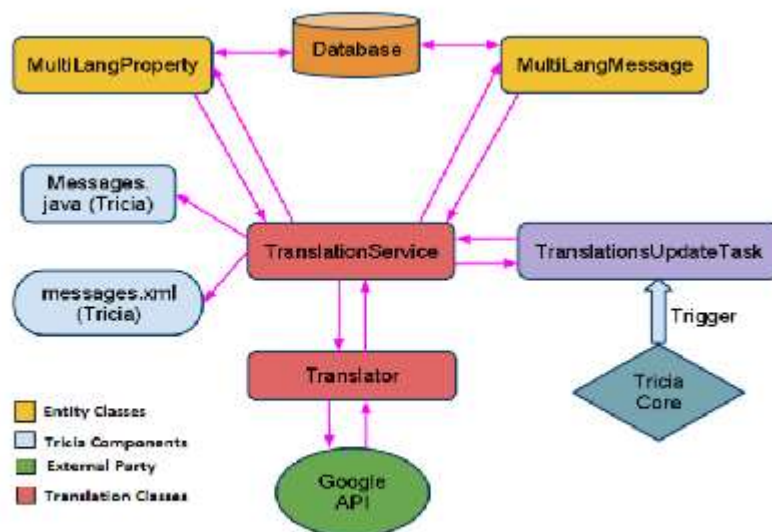 Database
MultiLangProperty
MultiLangMessage
Messages.
java (Tricia)
TranslationService
TranslationsUpdateTask
messages.xml
(Tricia)
Trigger
Translator
Tricia
Core
Entity Classes
Tricia Components
External Party
Translation Classes
Google
API